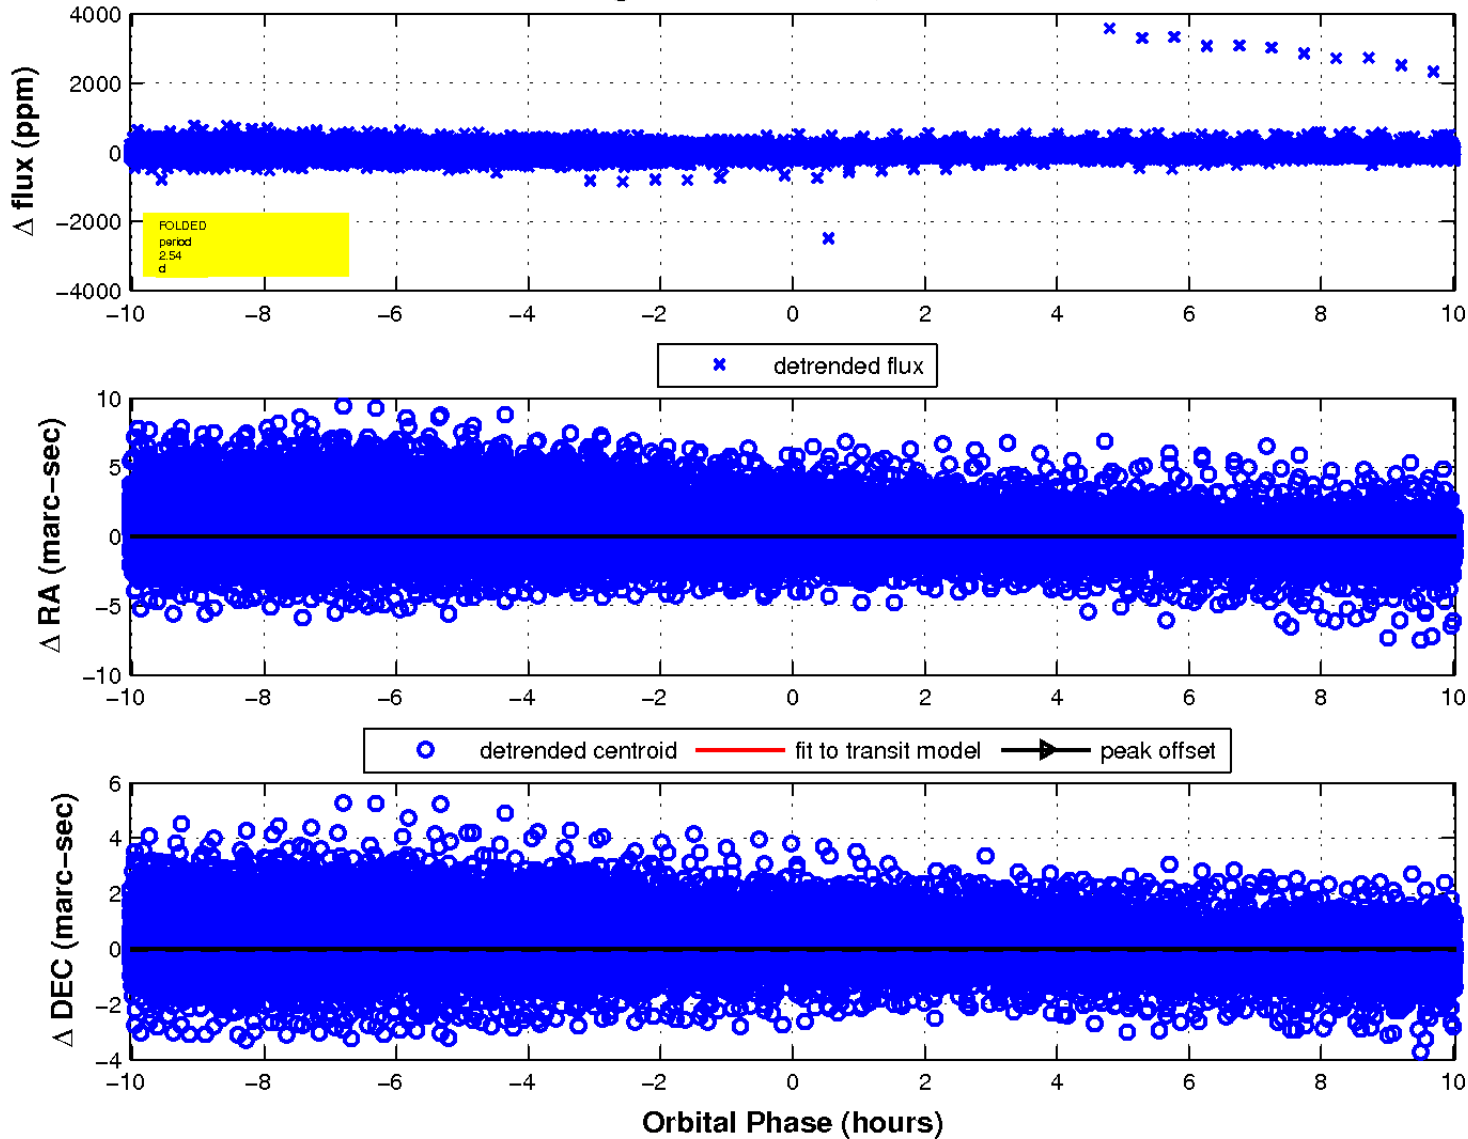 4000
2000
0
−2000
−4000
Δ flux (ppm)
FOLDED
period
2.54
d
−10 −8 −6 −4 −2 0 2 4 6 8 10
detrended flux
10
5
0
−5
−10
Δ RA (marc−sec)
−10 −8 −6 −4 −2 0 2 4 6 8 10
detrended centroid fit to transit model peak offset
6
4
2
0
−2
−4
Δ DEC (marc−sec)
−10 −8 −6 −4 −2 0 2 4 6 8 10
Orbital Phase (hours)